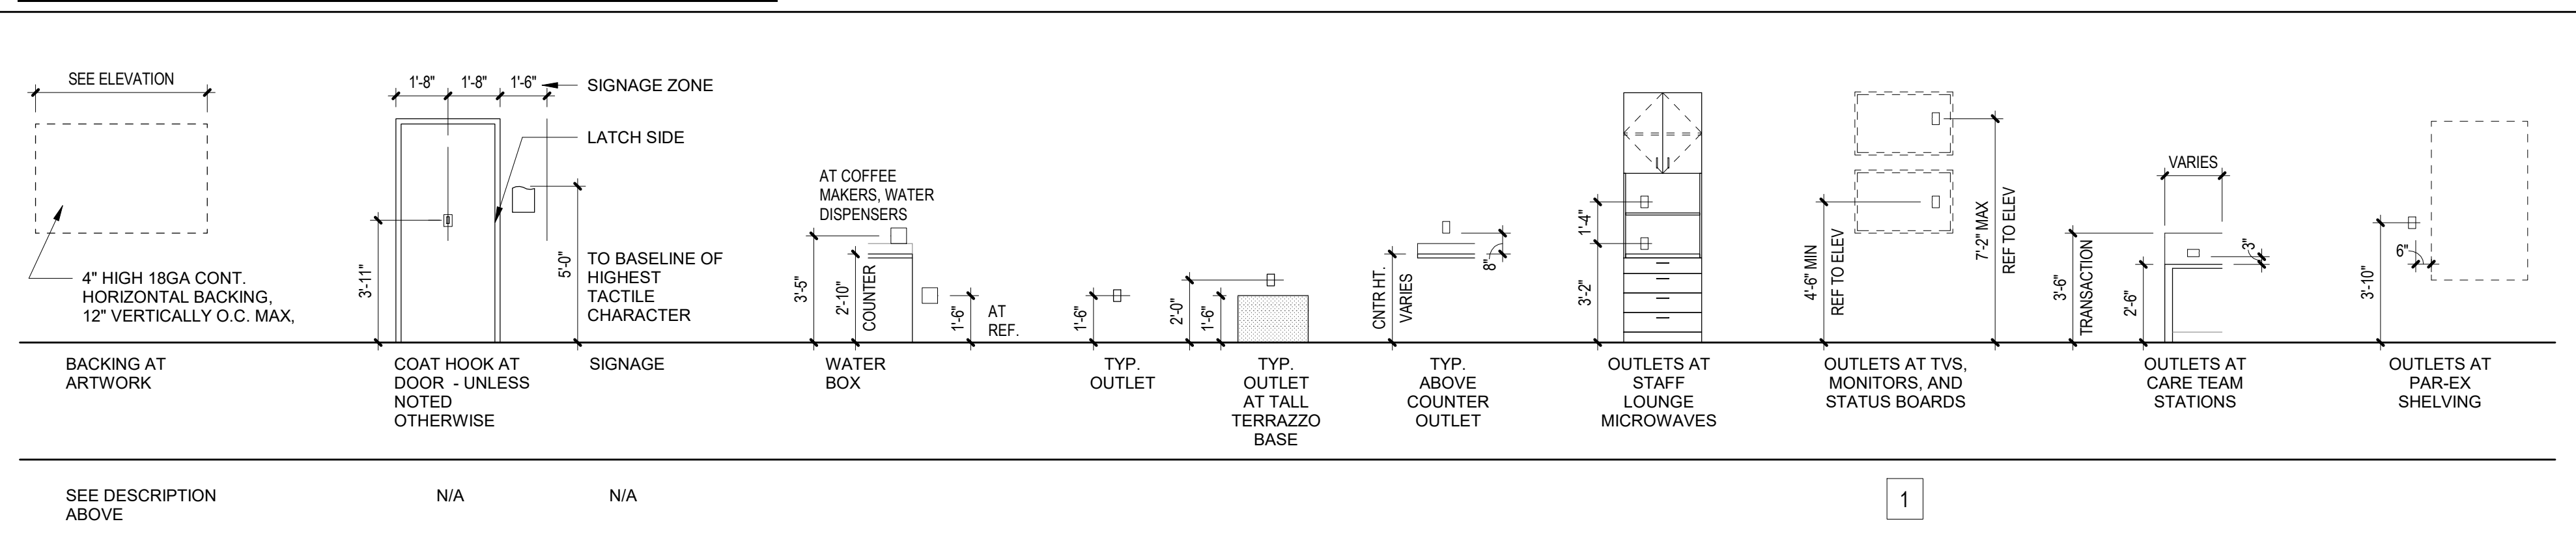 SEE ELEVATION
4" HIGH 18GA CONT.
HORIZONTAL BACKING,
12" VERTICALLY O.C. MAX,
1'-8"
1'-8"
1'-6"
SIGNAGE ZONE
LATCH SIDE
3'-11"
5'-0"
TO BASELINE OF
HIGHEST
TACTILE
CHARACTER
AT COFFEE
MAKERS, WATER
DISPENSERS
3'-5"
2'-10"
COUNTER
1'-6"
AT
REF.
1'-6"
2'-0"
1'-6"
CNTR HT.
VARIES
8"
1'-4"
3'-2"
4'-6" MIN
REF TO ELEV
7'-2" MAX
REF TO ELEV
VARIES
3'-6"
TRANSACTION
2'-6"
3"
3'-10"
6"
BACKING AT
ARTWORK
COAT HOOK AT
DOOR - UNLESS
NOTED
OTHERWISE
SIGNAGE
WATER
BOX
TYP.
OUTLET
TYP.
OUTLET
AT TALL
TERRAZZO
BASE
TYP.
ABOVE
COUNTER
OUTLET
OUTLETS AT
STAFF
LOUNGE
MICROWAVES
OUTLETS AT TVS,
MONITORS, AND
STATUS BOARDS
OUTLETS AT
CARE TEAM
STATIONS
OUTLETS AT
PAR-EX
SHELVING
SEE DESCRIPTION
ABOVE
N/A
N/A
1